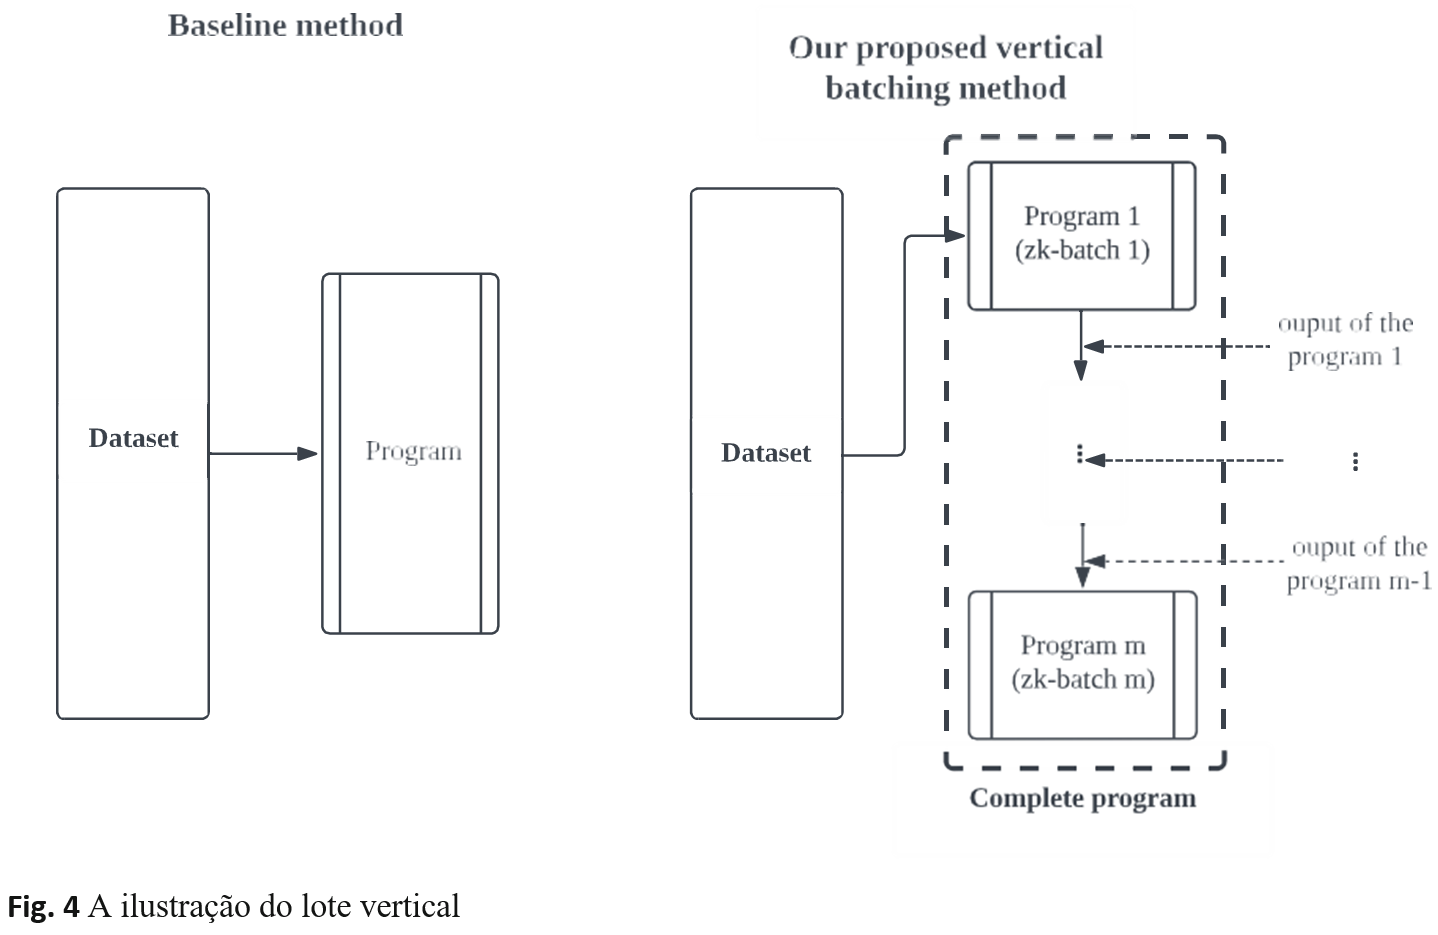 Baseline method
Our proposed vertical
batching method
Dataset
Program
Dataset
Program 1
(zk-batch 1)
ouput of the
program 1
ouput of the
program m-1
Program m
(zk-batch m)
Complete program
Fig. 4 A ilustração do lote vertical